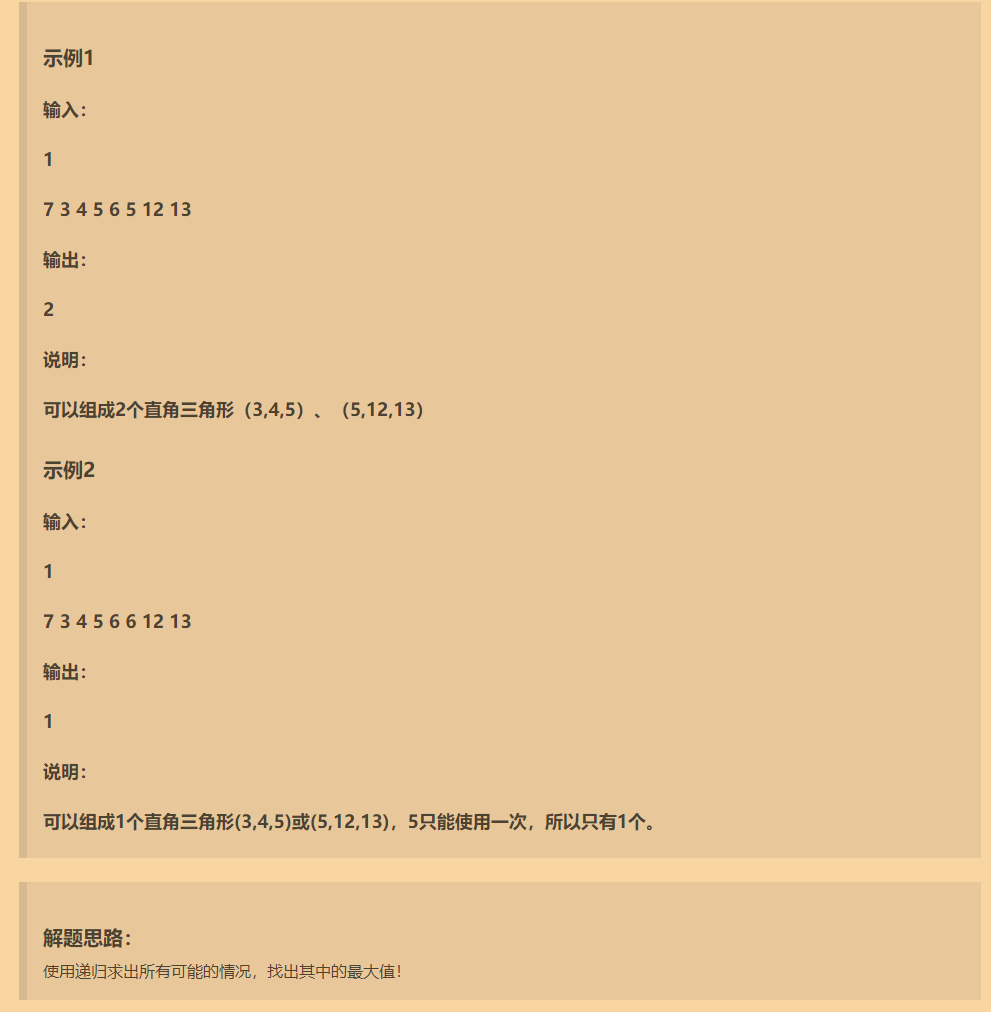 示例1
输入：
1
7 3 4 5 6 5 12 13
输出：
2
说明：
可以组成2个直角三角形（3,4,5）、（5,12,13）
示例2
输入：
1
7 3 4 5 6 6 12 13
输出：
1
说明：
可以组成1个直角三角形(3,4,5)或(5,12,13)，5只能使用一次，所以只有1个。
解题思路：
使用递归求出所有可能的情况，找出其中的最大值！